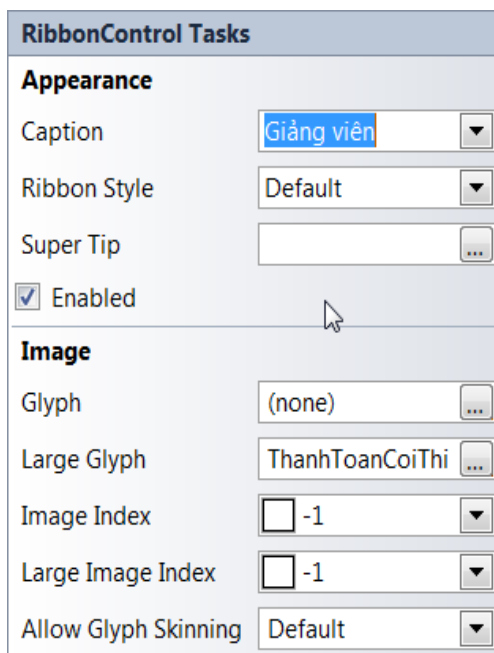 RibbonControl Tasks
Appearance
Caption Giảng viên
Ribbon Style Default
Super Tip ...
Enabled
Image
Glyph (none) ...
Large Glyph ThanhToanCoiThi ...
Image Index -1
Large Image Index -1
Allow Glyph Skinning Default